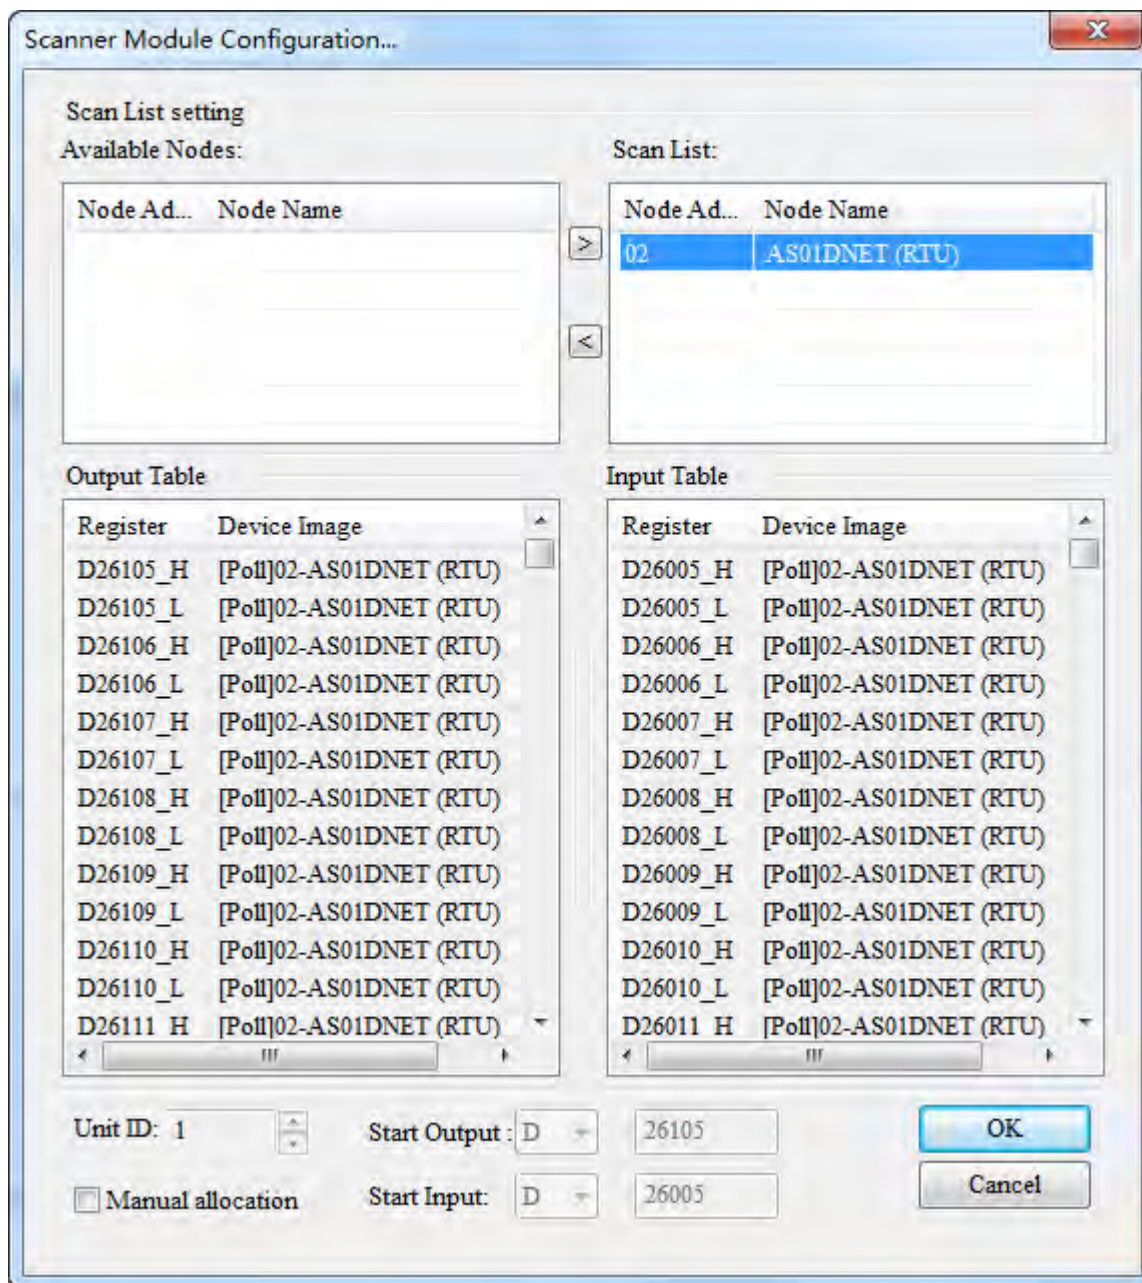 Scanner Module Configuration...
Scan List setting
Available Nodes:
Scan List:
Node Ad... Node Name
Node Ad... Node Name
>
02 AS01DNET (RTU)
<
Output Table
Input Table
Register Device Image
Register Device Image
D26105_H [Poll]02-AS01DNET (RTU)
D26005_H [Poll]02-AS01DNET (RTU)
D26105_L [Poll]02-AS01DNET (RTU)
D26005_L [Poll]02-AS01DNET (RTU)
D26106_H [Poll]02-AS01DNET (RTU)
D26006_H [Poll]02-AS01DNET (RTU)
D26106_L [Poll]02-AS01DNET (RTU)
D26006_L [Poll]02-AS01DNET (RTU)
D26107_H [Poll]02-AS01DNET (RTU)
D26007_H [Poll]02-AS01DNET (RTU)
D26107_L [Poll]02-AS01DNET (RTU)
D26007_L [Poll]02-AS01DNET (RTU)
D26108_H [Poll]02-AS01DNET (RTU)
D26008_H [Poll]02-AS01DNET (RTU)
D26108_L [Poll]02-AS01DNET (RTU)
D26008_L [Poll]02-AS01DNET (RTU)
D26109_H [Poll]02-AS01DNET (RTU)
D26009_H [Poll]02-AS01DNET (RTU)
D26109_L [Poll]02-AS01DNET (RTU)
D26009_L [Poll]02-AS01DNET (RTU)
D26110_H [Poll]02-AS01DNET (RTU)
D26010_H [Poll]02-AS01DNET (RTU)
D26110_L [Poll]02-AS01DNET (RTU)
D26010_L [Poll]02-AS01DNET (RTU)
D26111_H [Poll]02-AS01DNET (RTU)
D26011_H [Poll]02-AS01DNET (RTU)
Unit ID: 1 Start Output : D 26105 OK
Manual allocation Start Input: D 26005 Cancel